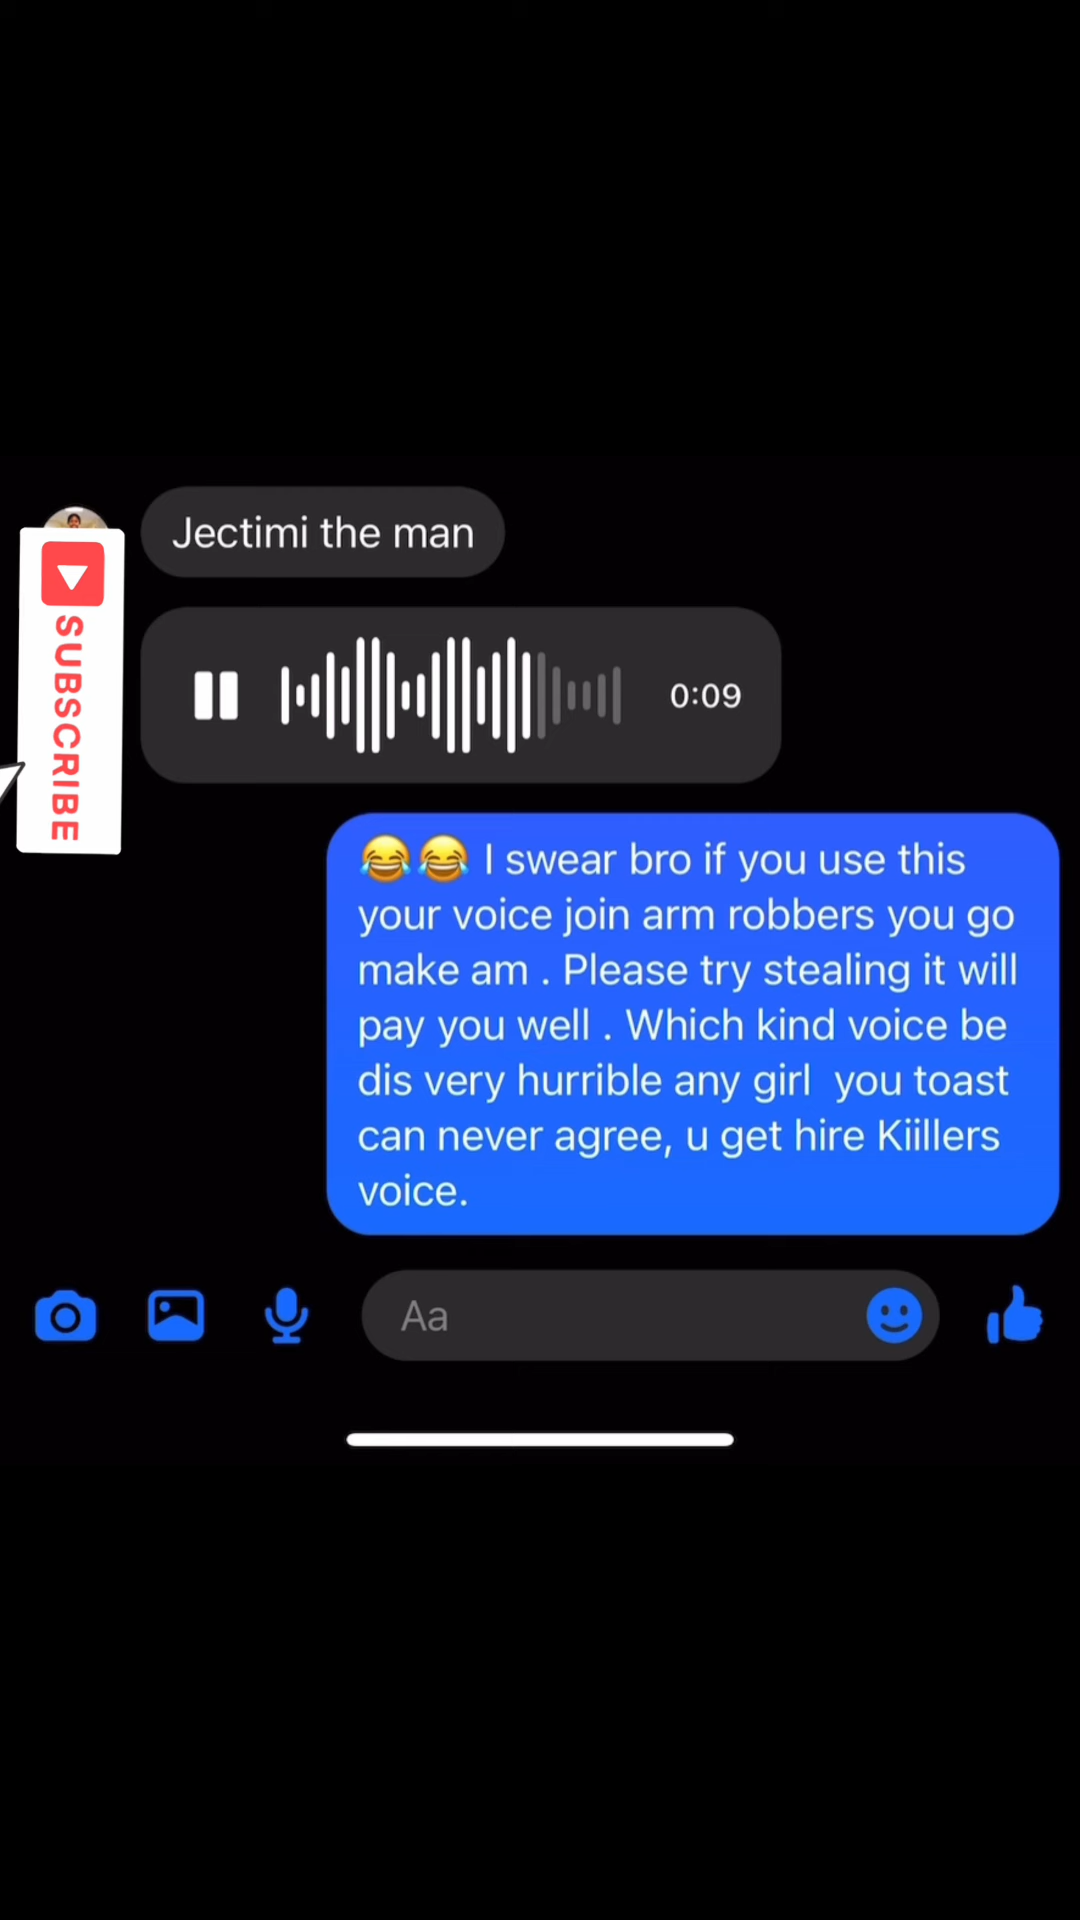 Jectimi the man
SUBSCRIBE
0:09
😂😂 I swear bro if you use this
your voice join arm robbers you go
make am . Please try stealing it will
pay you well . Which kind voice be
dis very hurrible any girl  you toast
can never agree, u get hire Kiillers
voice.
Aa